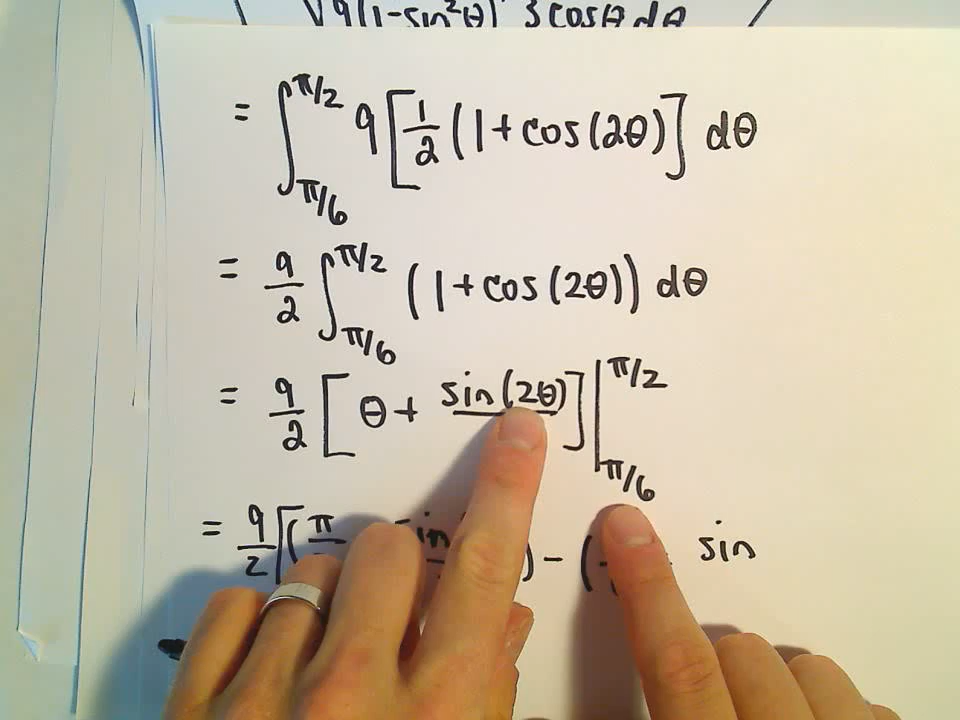 √9(1-sin²θ) 3cosθ dθ
= ∫_{π/6}^{π/2} 9[1/2(1+cos(2θ)] dθ
= 9/2 ∫_{π/6}^{π/2} (1+cos(2θ)) dθ
= 9/2 [θ + sin(2θ)] |_{π/6}^{π/2}
= 9/2 [(π sin ) - ( sin